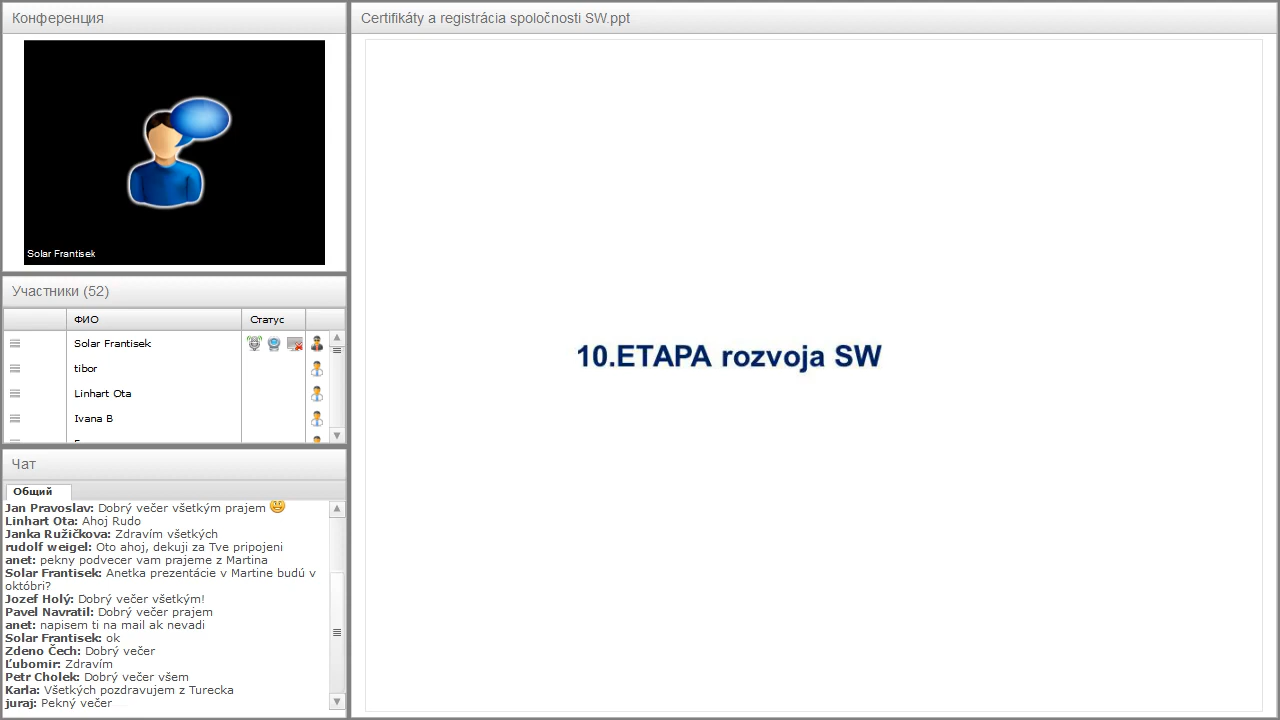 Конференция
Solar Frantisek
Участники (52)
ФИО
Статус
Solar Frantisek
tibor
Linhart Ota
Ivana B
Чат
Общий
Jan Pravoslav: Dobrý večer všetkým prajem
Linhart Ota: Ahoj Rudo
Janka Ružičkova: Zdravím všetkých
rudolf weigel: Oto ahoj, dekuji za Tve pripojeni
anet: pekny podvecer vam prajeme z Martina
Solar Frantisek: Anetka prezentácie v Martine budú v
októbri?
Jozef Holý: Dobrý večer všetkým!
Pavel Navratil: Dobrý večer prajem
anet: napisem ti na mail ak nevadi
Solar Frantisek: ok
Zdeno Čech: Dobrý večer
Ľubomir: Zdravím
Petr Cholek: Dobrý večer všem
Karla: Všetkých pozdravujem z Turecka
juraj: Pekný večer
Certifikáty a registrácia spoločnosti SW.ppt
10.ETAPA rozvoja SW